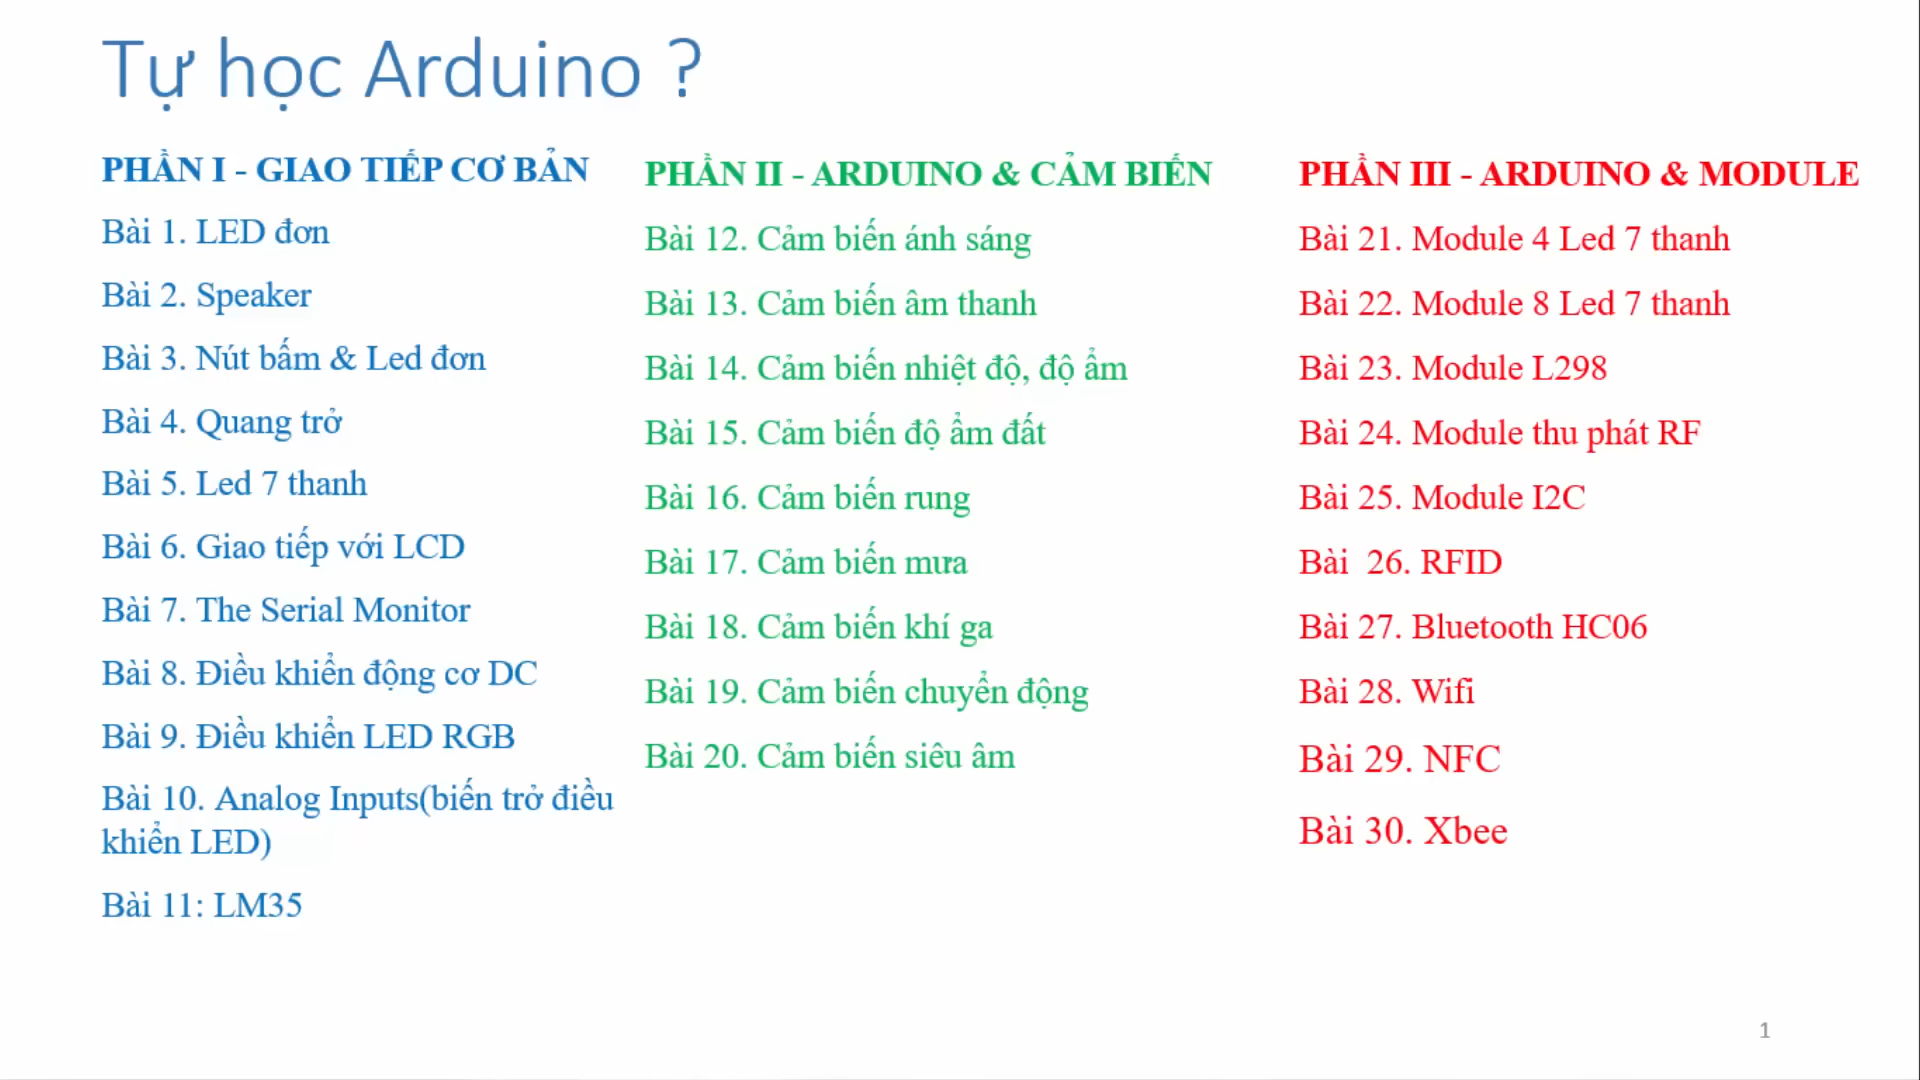 Tự học Arduino ?
PHẦN I - GIAO TIẾP CƠ BẢN
Bài 1. LED đơn
Bài 2. Speaker
Bài 3. Nút bấm & Led đơn
Bài 4. Quang trở
Bài 5. Led 7 thanh
Bài 6. Giao tiếp với LCD
Bài 7. The Serial Monitor
Bài 8. Điều khiển động cơ DC
Bài 9. Điều khiển LED RGB
Bài 10. Analog Inputs(biến trở điều
khiển LED)
Bài 11: LM35
PHẦN II - ARDUINO & CẢM BIẾN
Bài 12. Cảm biến ánh sáng
Bài 13. Cảm biến âm thanh
Bài 14. Cảm biến nhiệt độ, độ ẩm
Bài 15. Cảm biến độ ẩm đất
Bài 16. Cảm biến rung
Bài 17. Cảm biến mưa
Bài 18. Cảm biến khí ga
Bài 19. Cảm biến chuyển động
Bài 20. Cảm biến siêu âm
PHẦN III - ARDUINO & MODULE
Bài 21. Module 4 Led 7 thanh
Bài 22. Module 8 Led 7 thanh
Bài 23. Module L298
Bài 24. Module thu phát RF
Bài 25. Module I2C
Bài  26. RFID
Bài 27. Bluetooth HC06
Bài 28. Wifi
Bài 29. NFC
Bài 30. Xbee
1